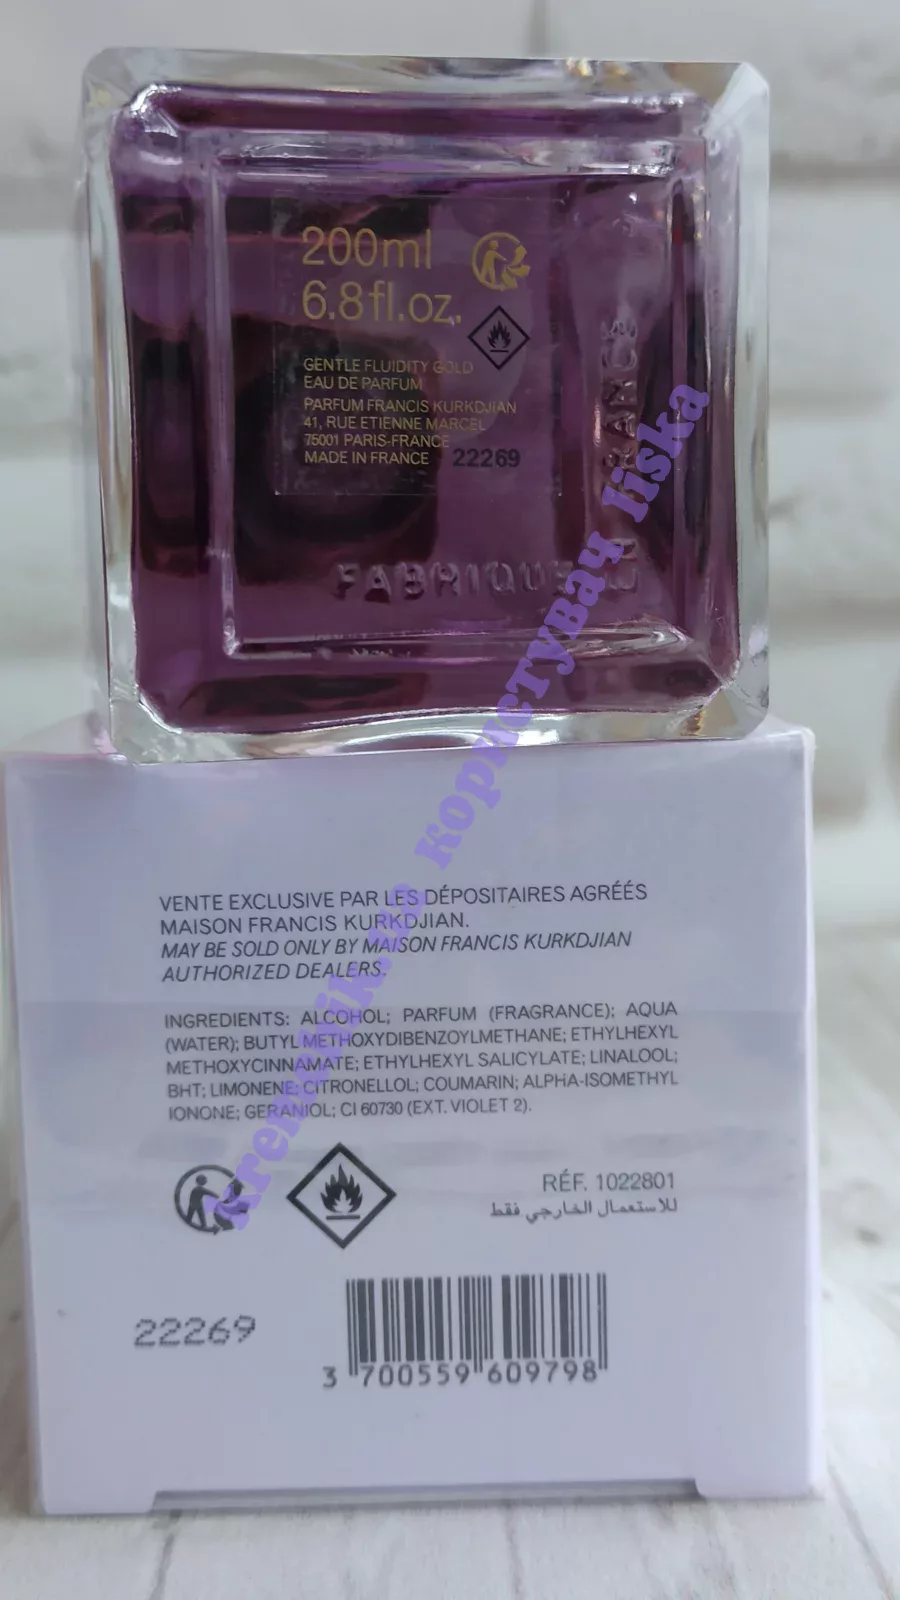 200ml
6.8fl.oz.
GENTLE FLUIDITY GOLD
EAU DE PARFUM
PARFUM FRANCIS KURKDJIAN
41, RUE ETIENNE MARCEL
75001 PARIS-FRANCE
MADE IN FRANCE 22269
FABRIQUE EN FRANCE
VENTE EXCLUSIVE PAR LES DÉPOSITAIRES AGRÉÉS
MAISON FRANCIS KURKDJIAN.
MAY BE SOLD ONLY BY MAISON FRANCIS KURKDJIAN
AUTHORIZED DEALERS.
INGREDIENTS: ALCOHOL; PARFUM (FRAGRANCE); AQUA
(WATER); BUTYL METHOXYDIBENZOYLMETHANE; ETHYLHEXYL
METHOXYCINNAMATE; ETHYLHEXYL SALICYLATE; LINALOOL;
BHT; LIMONENE; CITRONELLOL; COUMARIN; ALPHA-ISOMETHYL
IONONE; GERANIOL; CI 60730 (EXT. VIOLET 2).
RÉF. 1022801
للاستعمال الخارجي فقط
22269
3 700559 609798
kremanik.ua користувач liska